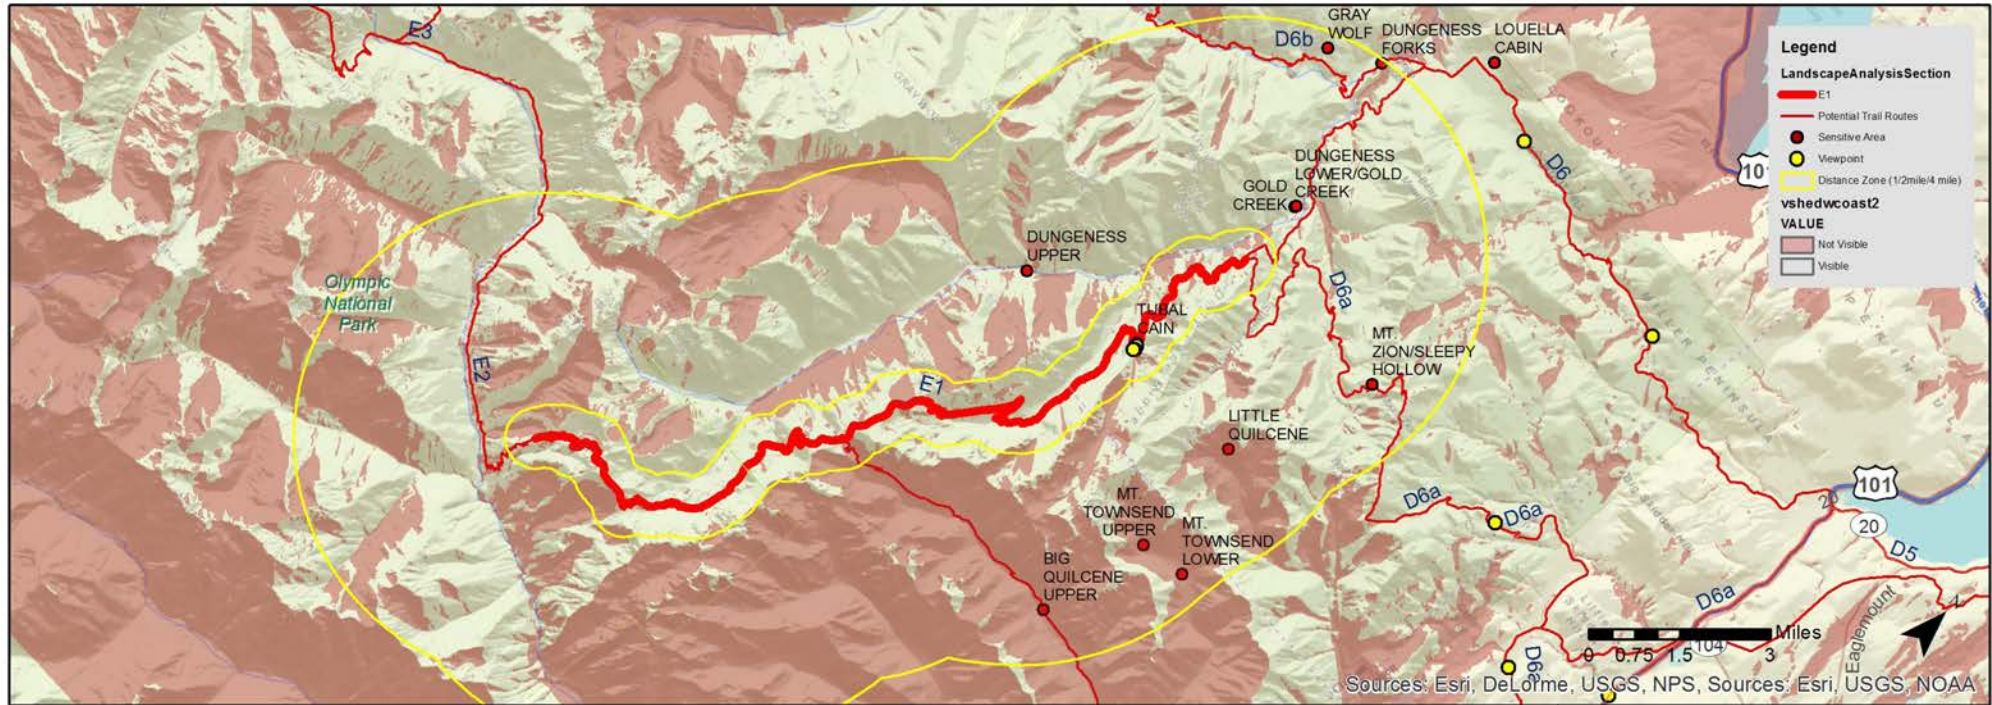 E3
D6b
GRAY
WOLF
DUNGENESS
FORKS
LOUELLA
CABIN
D6
DUNGENESS
LOWER/GOLD
CREEK
GOLD
CREEK
DUNGENESS
UPPER
Olympic
National
Park
E2
E1
TUBAL
CAIN
D6a
MT.
ZION/SLEEPY
HOLLOW
LITTLE
QUILCENE
MT.
TOWNSEND
UPPER
MT.
TOWNSEND
LOWER
BIG
QUILCENE
UPPER
D6a
D6a
D6a
D6a
D5
101
20
20
104
Eaglemount
Legend
LandscapeAnalysisSection
E1
Potential Trail Routes
Sensitive Area
Viewpoint
Distance Zone (1/2mile/4 mile)
vshedwcoast2
VALUE
Not Visible
Visible
Miles
0 0.75 1.5 3
N
Sources: Esri, DeLorme, USGS, NPS, Sources: Esri, USGS, NOAA